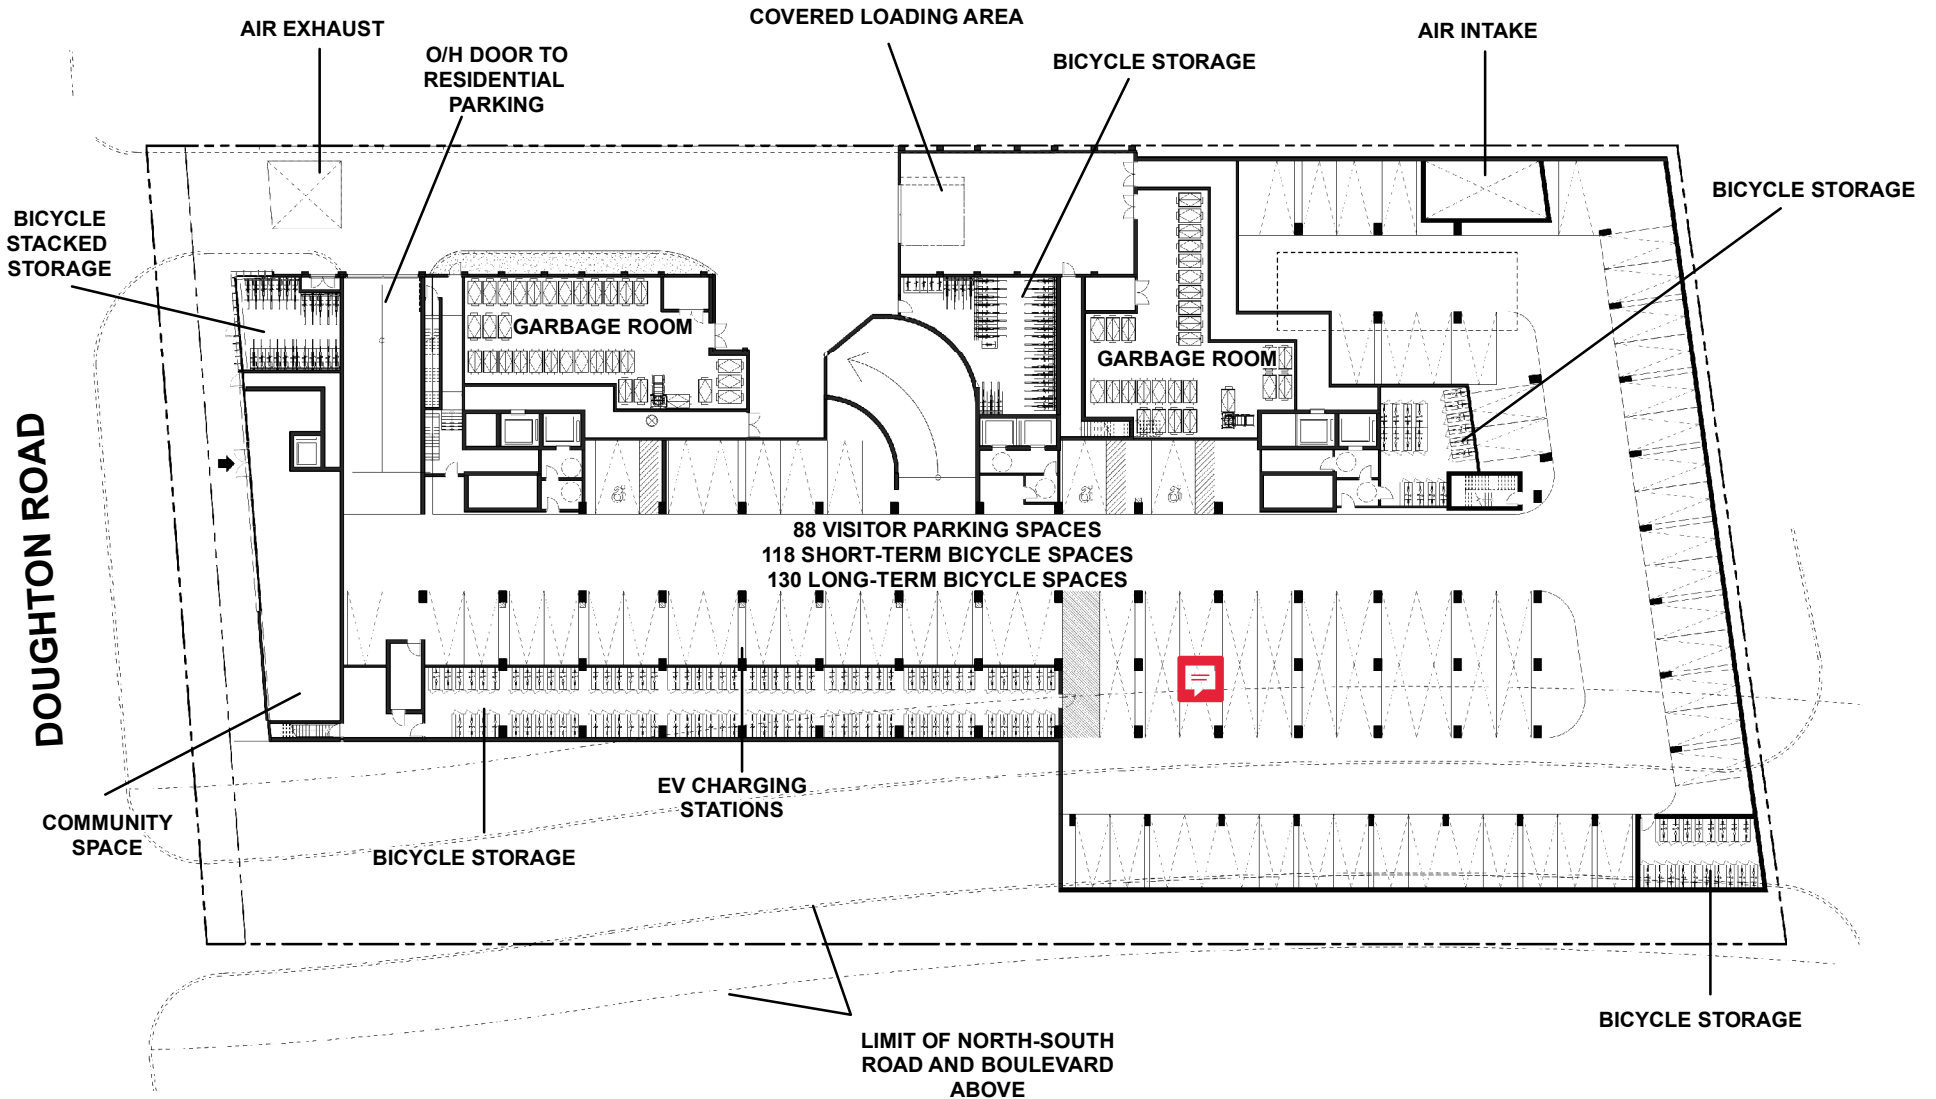 COVERED LOADING AREA
AIR EXHAUST
AIR INTAKE
O/H DOOR TO
RESIDENTIAL
PARKING
BICYCLE STORAGE
BICYCLE STORAGE
BICYCLE
STACKED
STORAGE
GARBAGE ROOM
GARBAGE ROOM
DOUGHTON ROAD
88 VISITOR PARKING SPACES
118 SHORT-TERM BICYCLE SPACES
130 LONG-TERM BICYCLE SPACES
EV CHARGING
STATIONS
COMMUNITY
SPACE
BICYCLE STORAGE
BICYCLE STORAGE
LIMIT OF NORTH-SOUTH
ROAD AND BOULEVARD
ABOVE